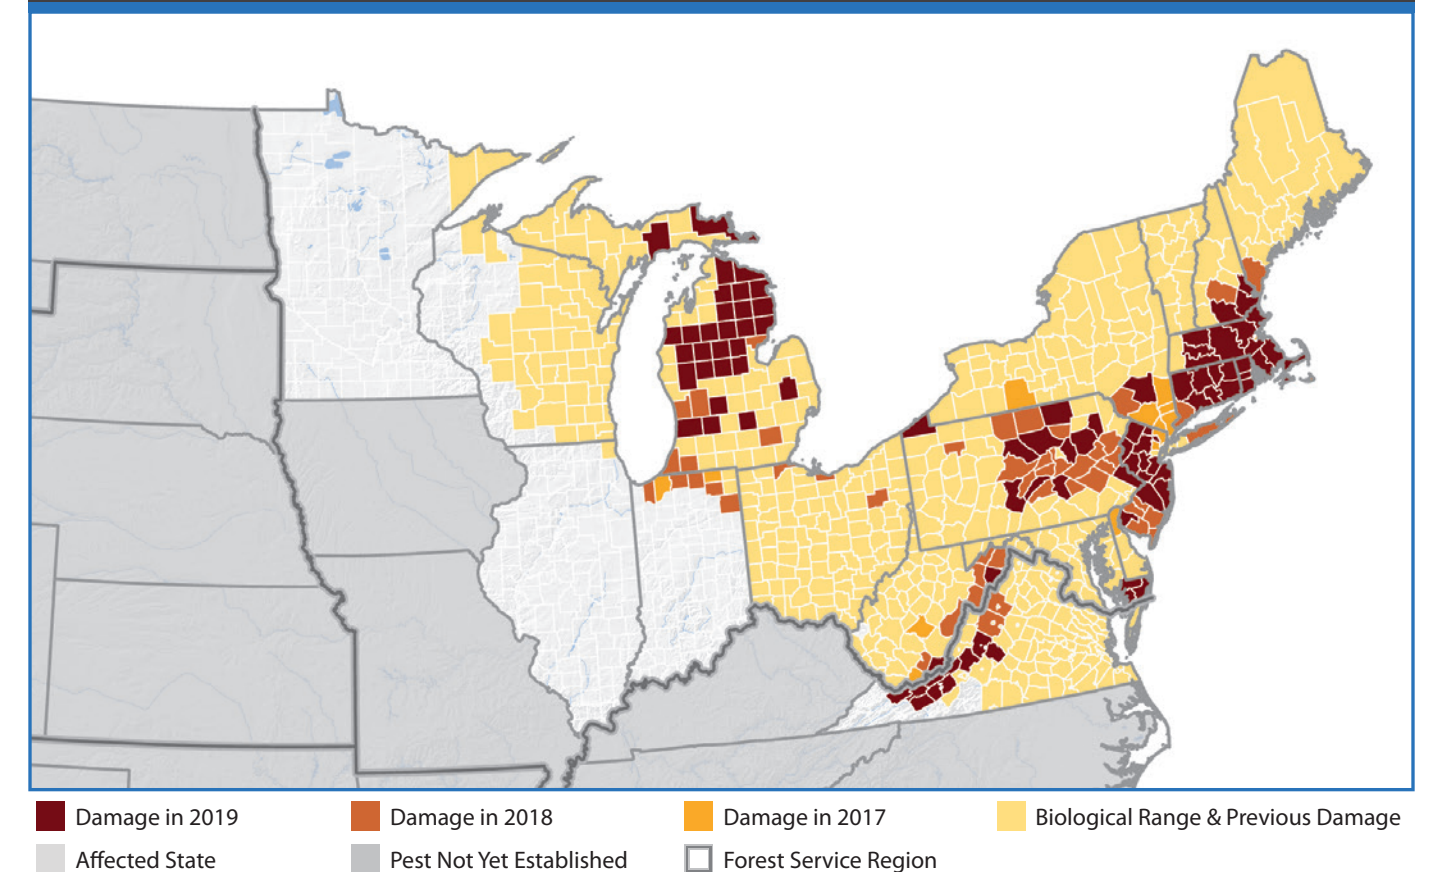 Damage in 2019
Damage in 2018
Damage in 2017
Biological Range & Previous Damage
Affected State
Pest Not Yet Established
Forest Service Region